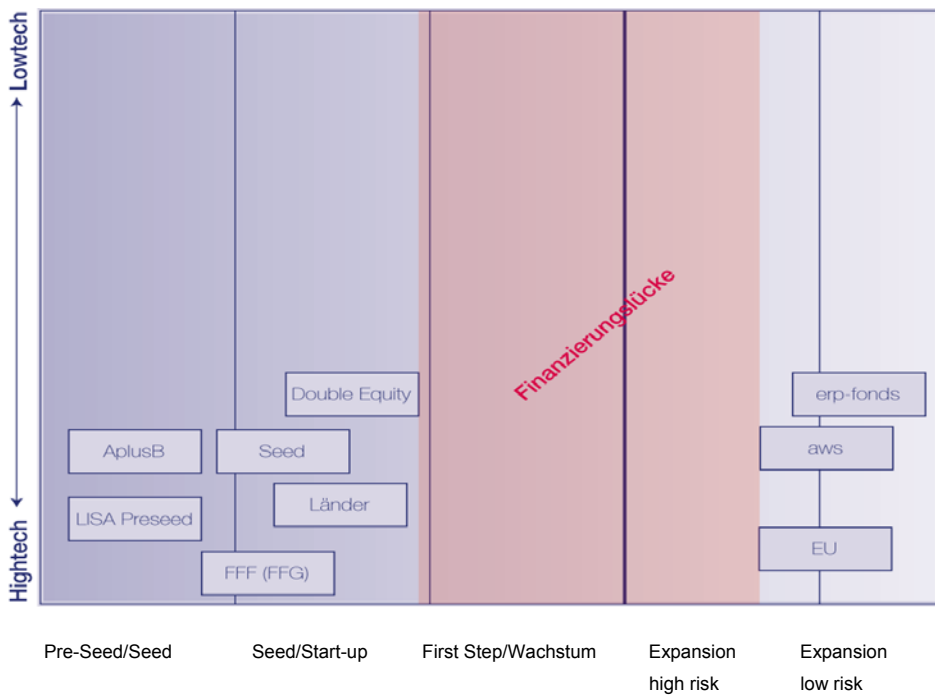 Lowtech
Hightech
Finanzierungslücke
Double Equity
erp-fonds
AplusB
Seed
aws
LISA Preseed
Länder
FFF (FFG)
EU
Pre-Seed/Seed
Seed/Start-up
First Step/Wachstum
Expansion
high risk
Expansion
low risk